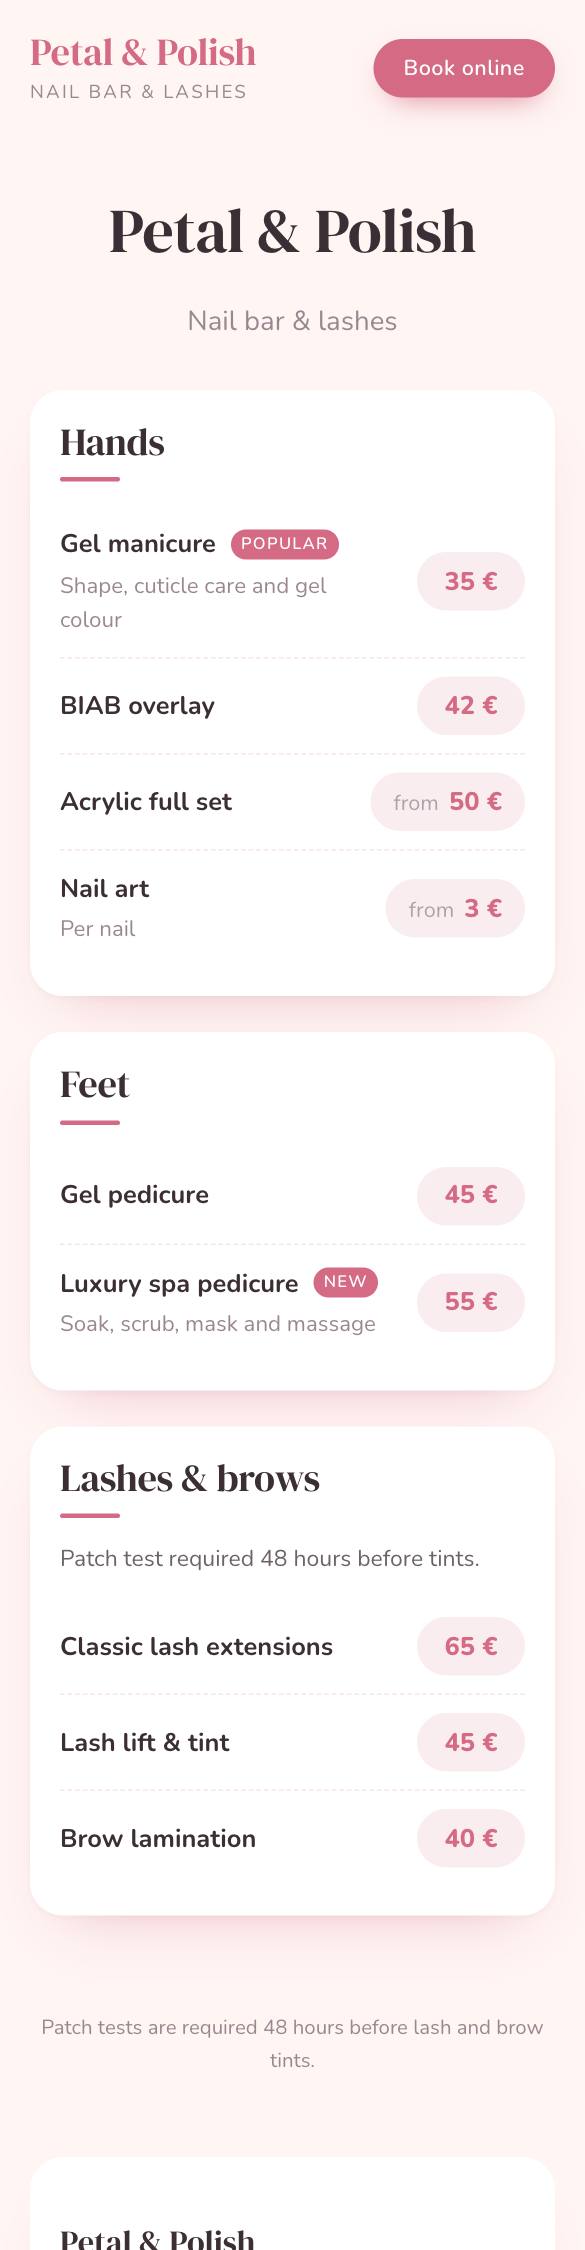 Petal & Polish
NAIL BAR & LASHES
Book online
Petal & Polish
Nail bar & lashes
Hands
Gel manicure POPULAR
Shape, cuticle care and gel
colour
35 €
BIAB overlay 42 €
Acrylic full set from 50 €
Nail art
Per nail
from 3 €
Feet
Gel pedicure 45 €
Luxury spa pedicure NEW
Soak, scrub, mask and massage
55 €
Lashes & brows
Patch test required 48 hours before tints.
Classic lash extensions 65 €
Lash lift & tint 45 €
Brow lamination 40 €
Patch tests are required 48 hours before lash and brow
tints.
Petal & Polish